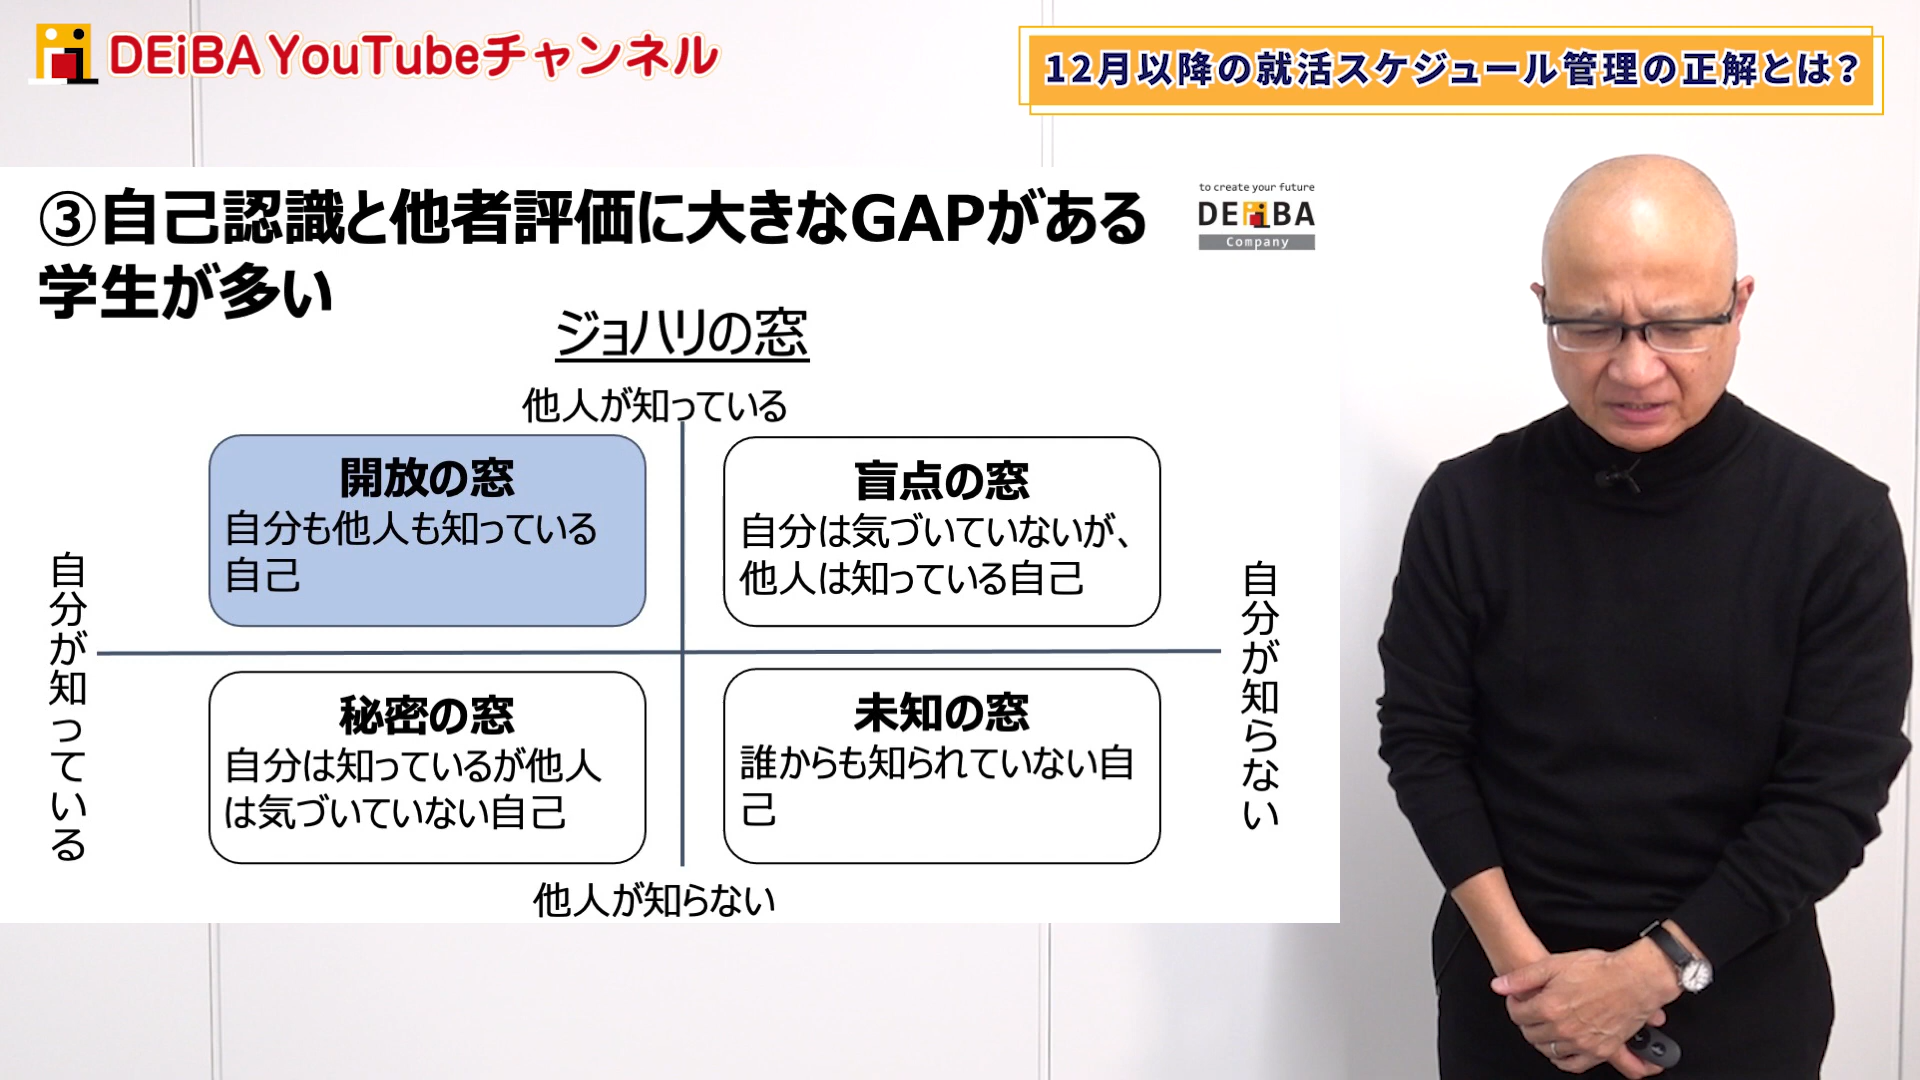 DEiBA YouTubeチャンネル
12月以降の就活スケジュール管理の正解とは？
③自己認識と他者評価に大きなGAPがある
学生が多い
to create your future
DEiBA
Company
ジョハリの窓
他人が知っている
開放の窓
自分も他人も知っている
自己
盲点の窓
自分は気づいていないが、
他人は知っている自己
自分が知っている
自分が知らない
秘密の窓
自分は知っているが他人
は気づいていない自己
未知の窓
誰からも知られていない自
己
他人が知らない